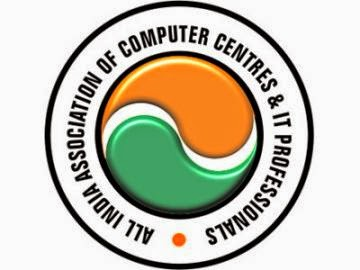 ALL INDIA ASSOCIATION OF COMPUTER CENTRES & IT PROFESSIONALS